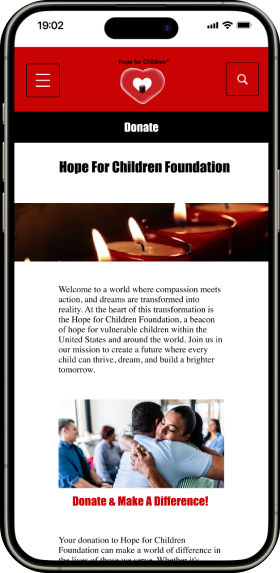 19:02
Hope for Children
Donate
Hope For Children Foundation
Welcome to a world where compassion meets
action, and dreams are transformed into
reality. At the heart of this transformation is
the Hope for Children Foundation, a beacon
of hope for vulnerable children within the
United States and around the world. Join us in
our mission to create a future where every
child can thrive, dream, and build a brighter
tomorrow.
Donate & Make A Difference!
Your donation to Hope for Children
Foundation can make a world of difference in
the lives of those we serve. Whether it's